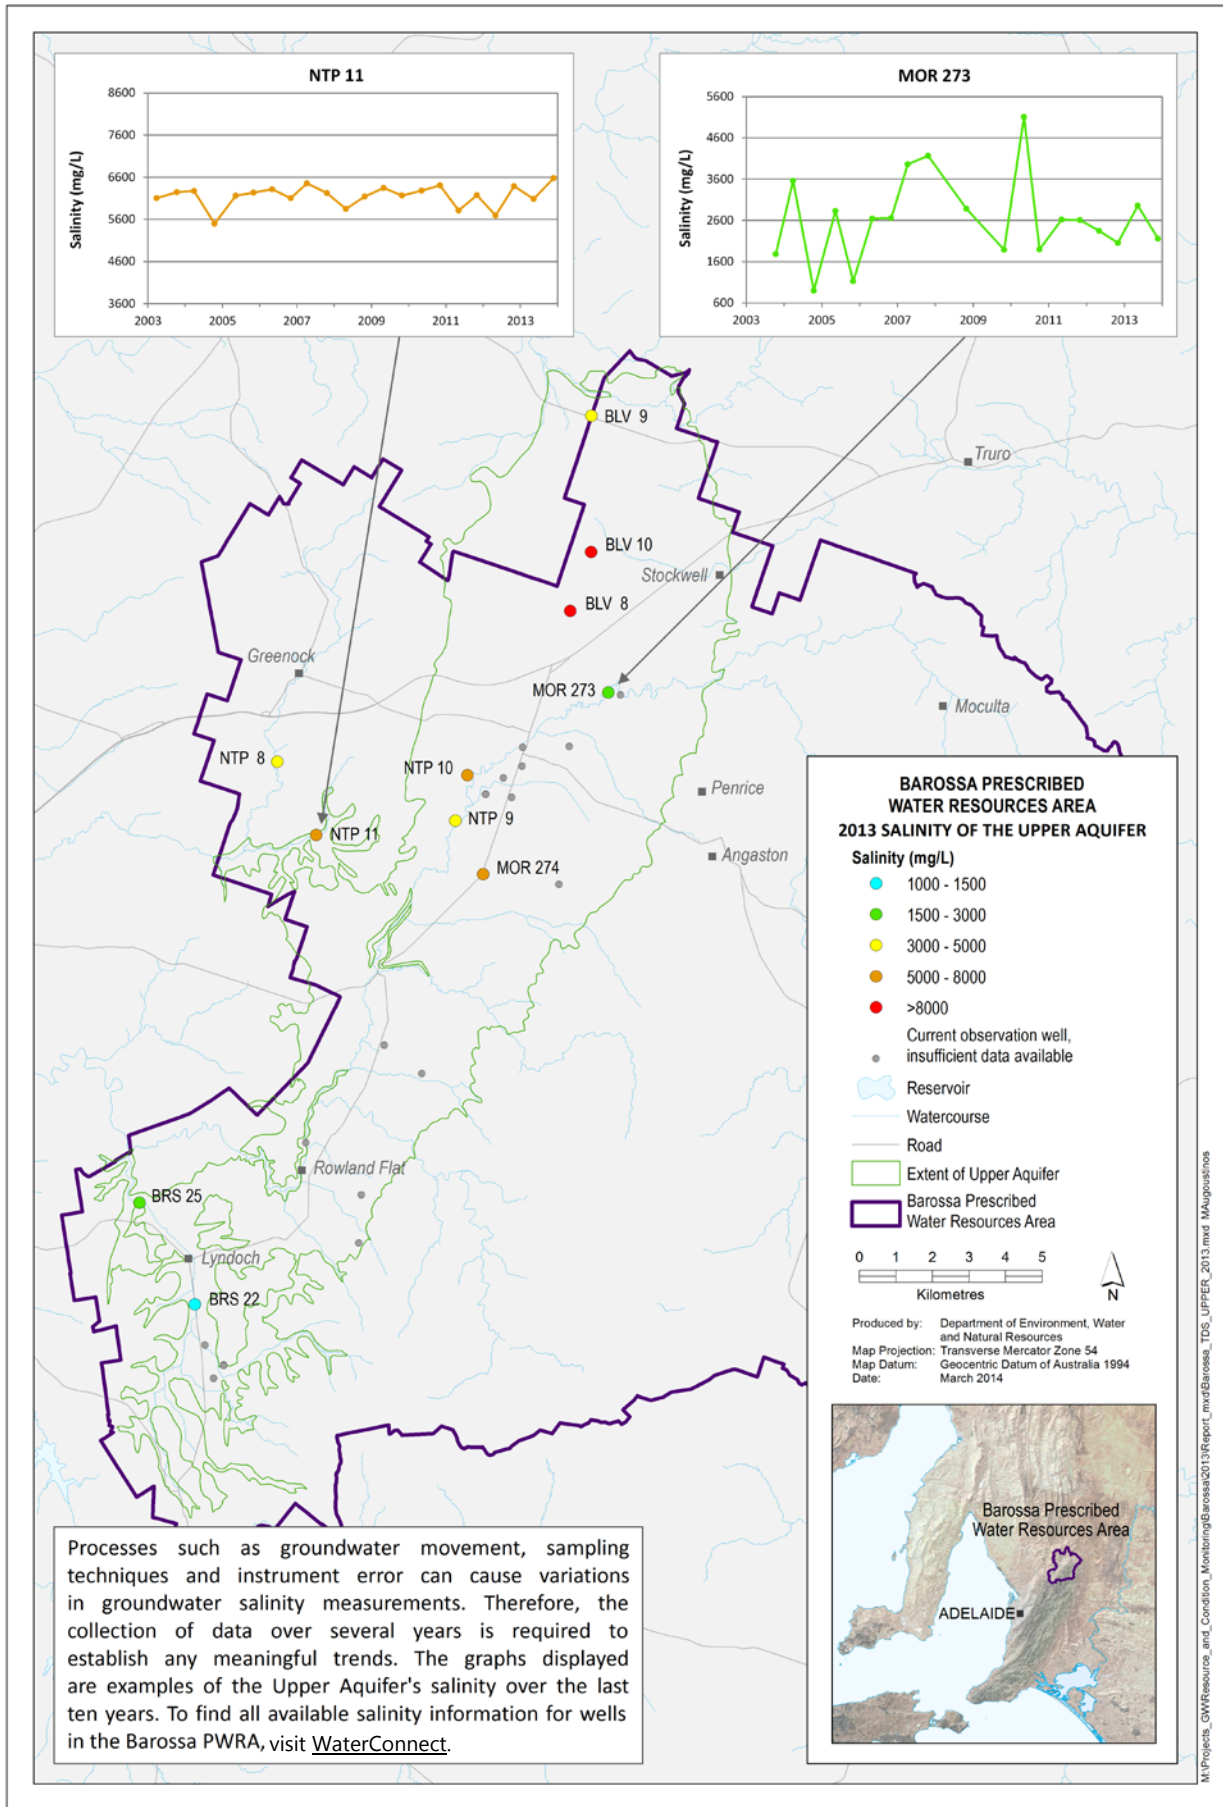 NTP 11
8600
7600
6600
5600
4600
3600
Salinity (mg/L)
2003
2005
2007
2009
2011
2013
MOR 273
5600
4600
3600
2600
1600
600
Salinity (mg/L)
2003
2005
2007
2009
2011
2013
BLV 9
Truro
BLV 10
Stockwell
BLV 8
Greenock
MOR 273
Moculta
NTP 8
NTP 10
Penrice
NTP 9
NTP 11
Angaston
MOR 274
Rowland Flat
BRS 25
Lyndoch
BRS 22
BAROSSA PRESCRIBED
WATER RESOURCES AREA
2013 SALINITY OF THE UPPER AQUIFER
Salinity (mg/L)
1000 - 1500
1500 - 3000
3000 - 5000
5000 - 8000
>8000
Current observation well,
insufficient data available
Reservoir
Watercourse
Road
Extent of Upper Aquifer
Barossa Prescribed
Water Resources Area
0 1 2 3 4 5
Kilometres
N
Produced by: Department of Environment, Water
and Natural Resources
Map Projection: Transverse Mercator Zone 54
Map Datum: Geocentric Datum of Australia 1994
Date: March 2014
Barossa Prescribed
Water Resources Area
ADELAIDE
Processes such as groundwater movement, sampling
techniques and instrument error can cause variations
in groundwater salinity measurements. Therefore, the
collection of data over several years is required to
establish any meaningful trends. The graphs displayed
are examples of the Upper Aquifer's salinity over the last
ten years. To find all available salinity information for wells
in the Barossa PWRA, visit WaterConnect.
M:\Projects_GW\Resource_and_Condition_Monitoring\Barossa\2013\Report_mxd\Barossa_TDS_UPPER_2013.mxd MAugoustinos